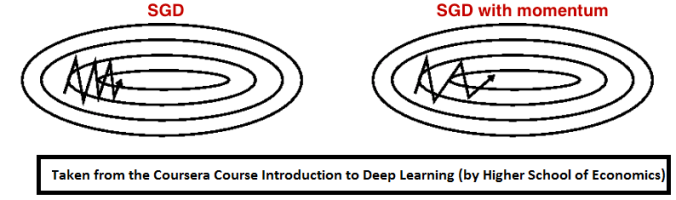 SGD
SGD with momentum
Taken from the Coursera Course Introduction to Deep Learning (by Higher School of Economics)